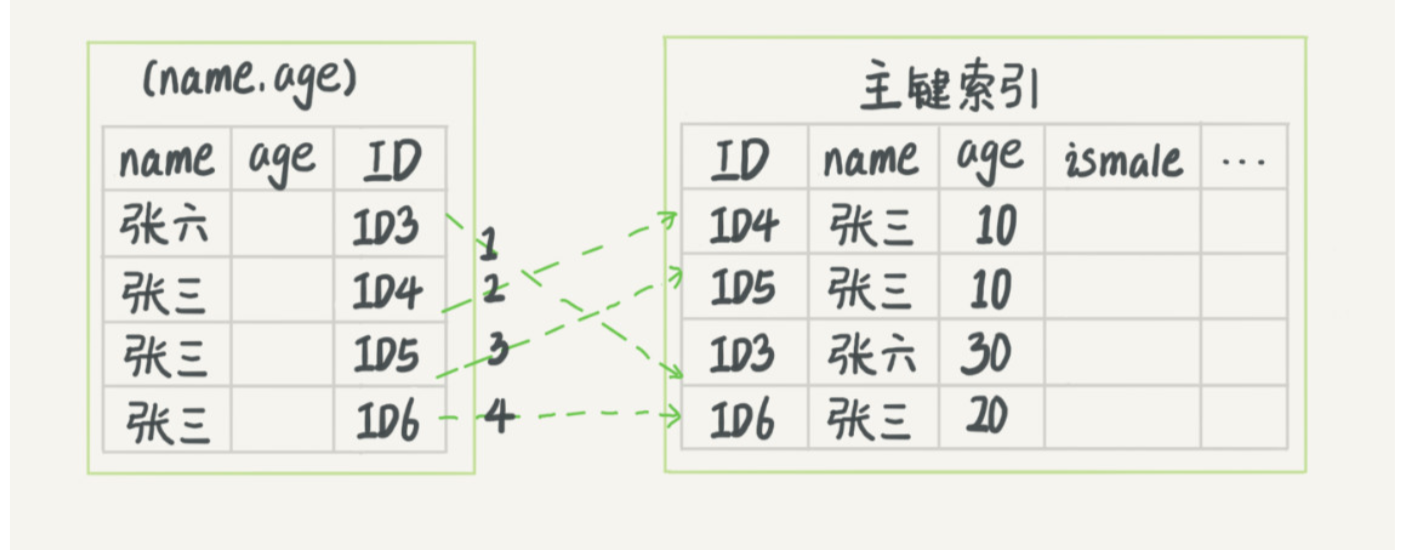 (name.age)
name age ID
张六 ID3
张三 ID4
张三 ID5
张三 ID6
1
2
3
4
主键索引
ID name age ismale ...
ID4 张三 10
ID5 张三 10
ID3 张六 30
ID6 张三 20